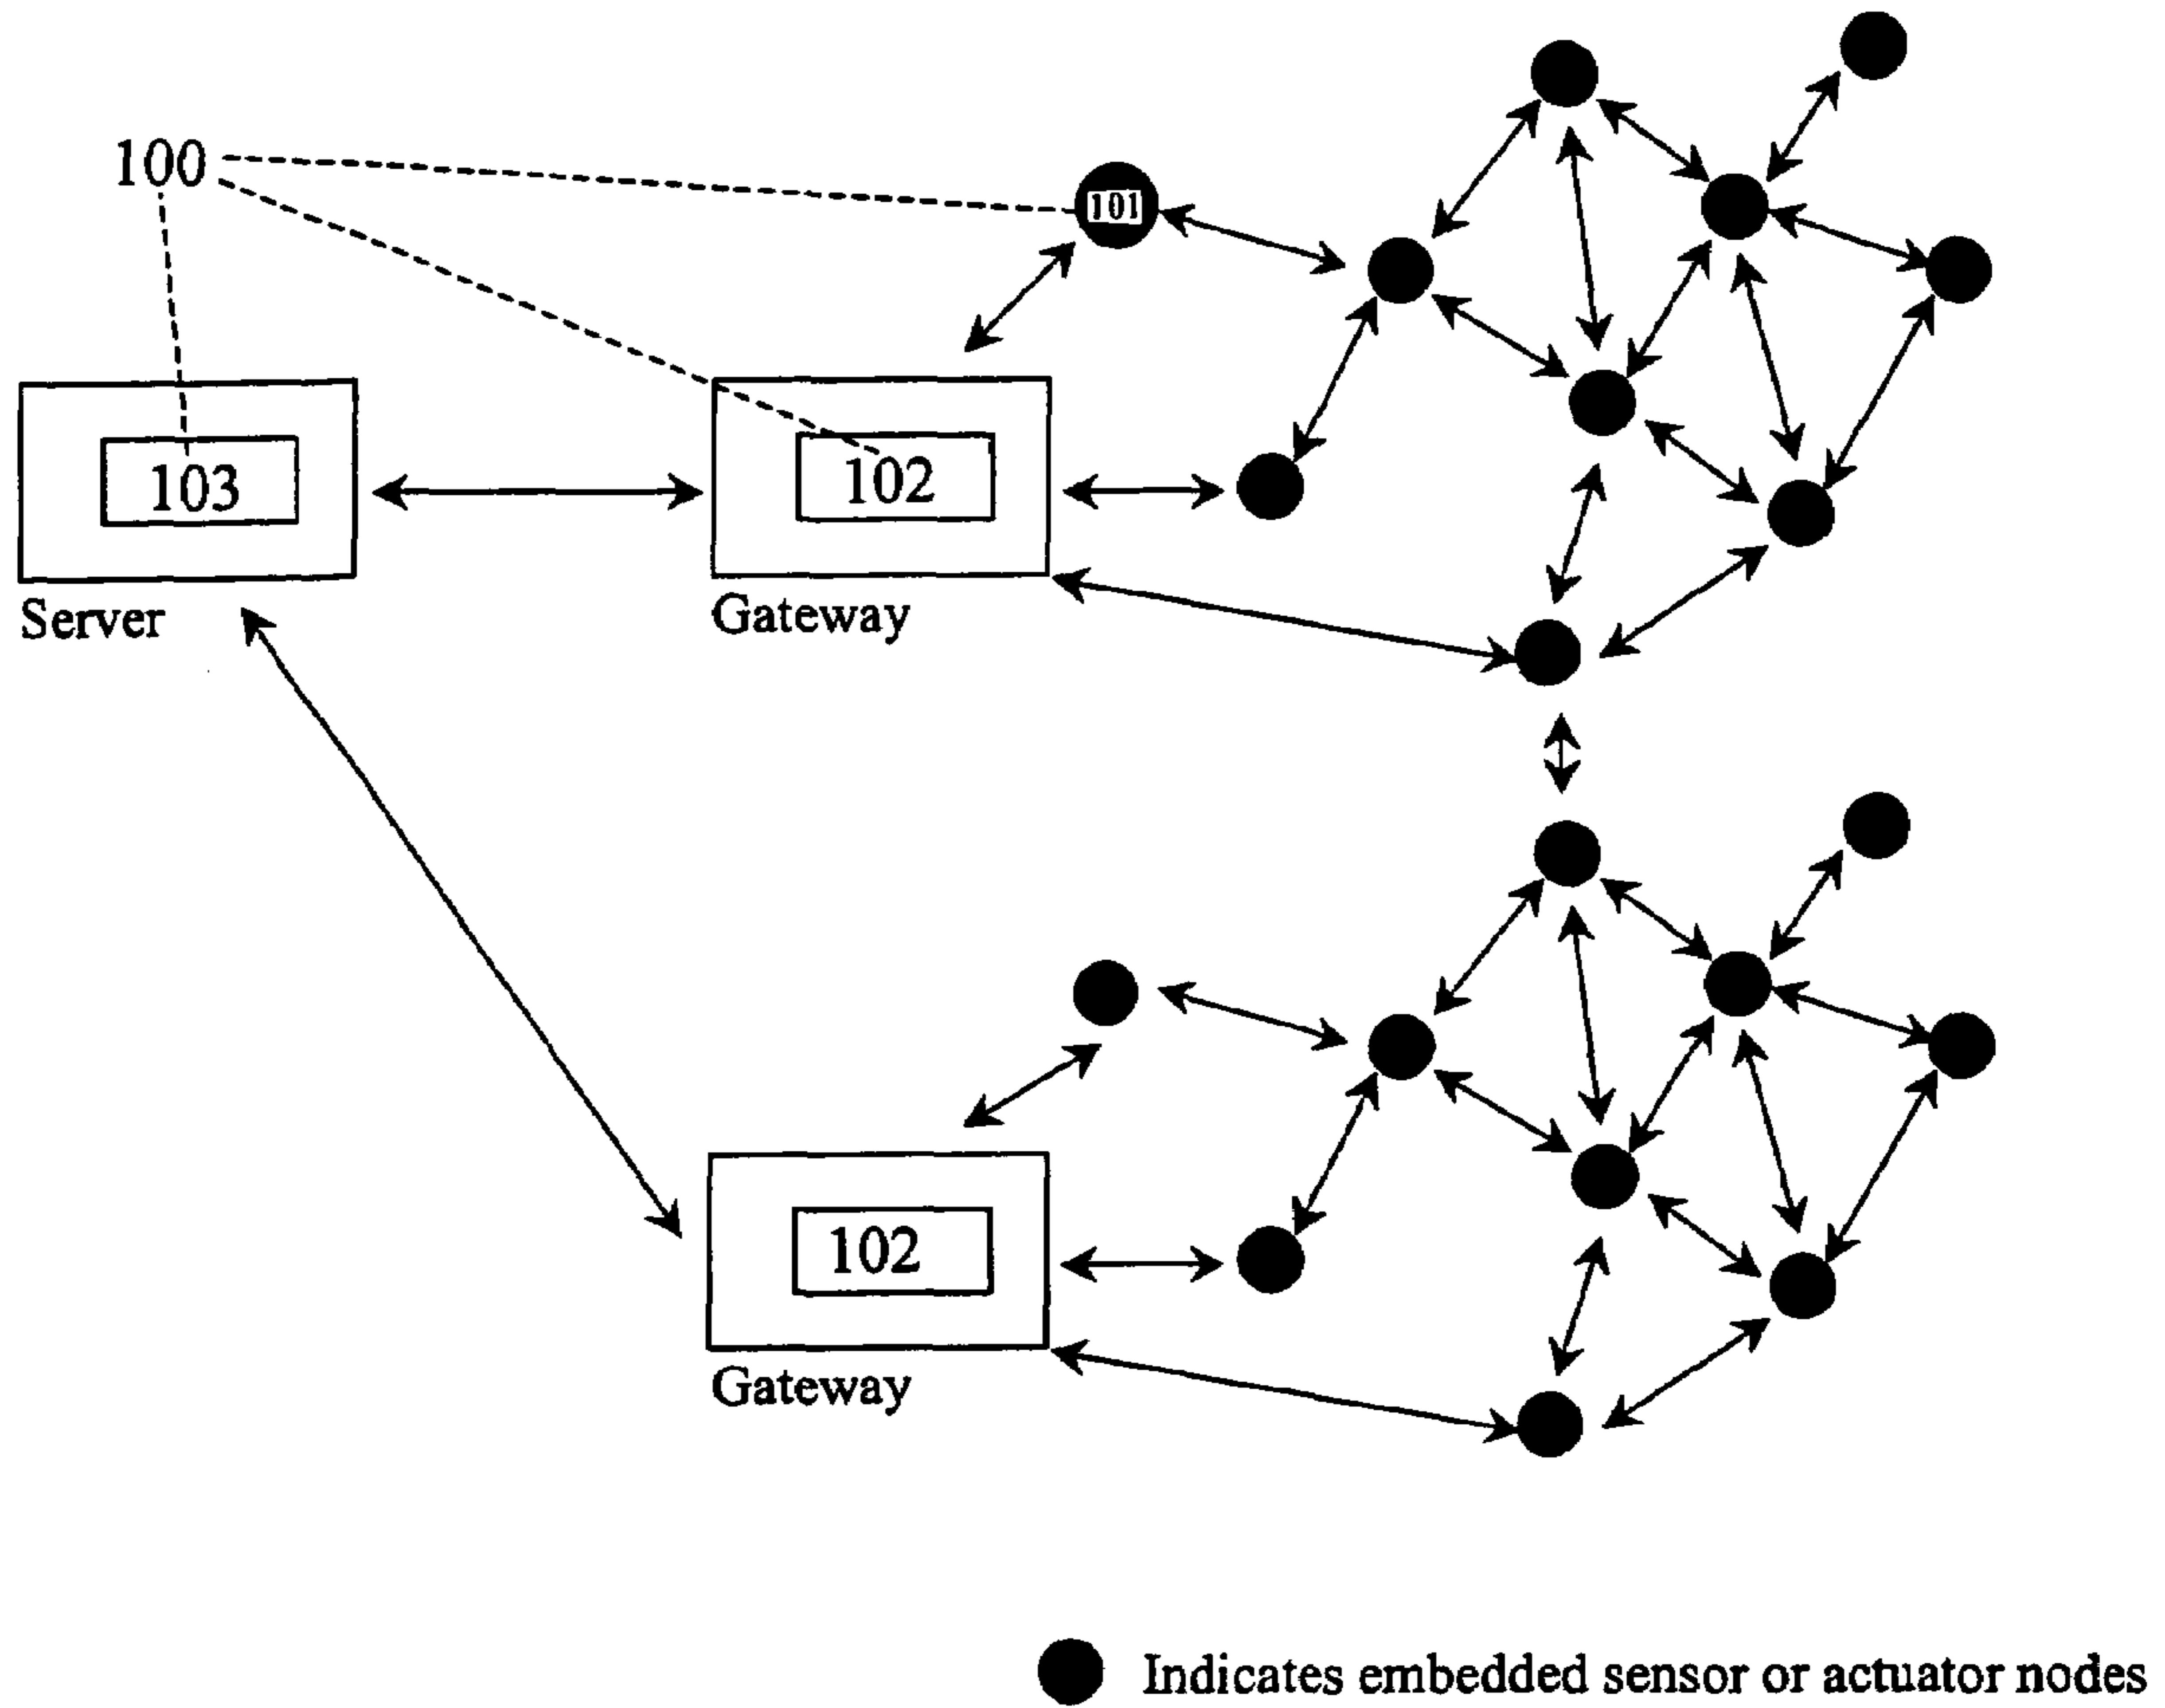 100
101
103
102
Server
Gateway
102
Gateway
Indicates embedded sensor or actuator nodes